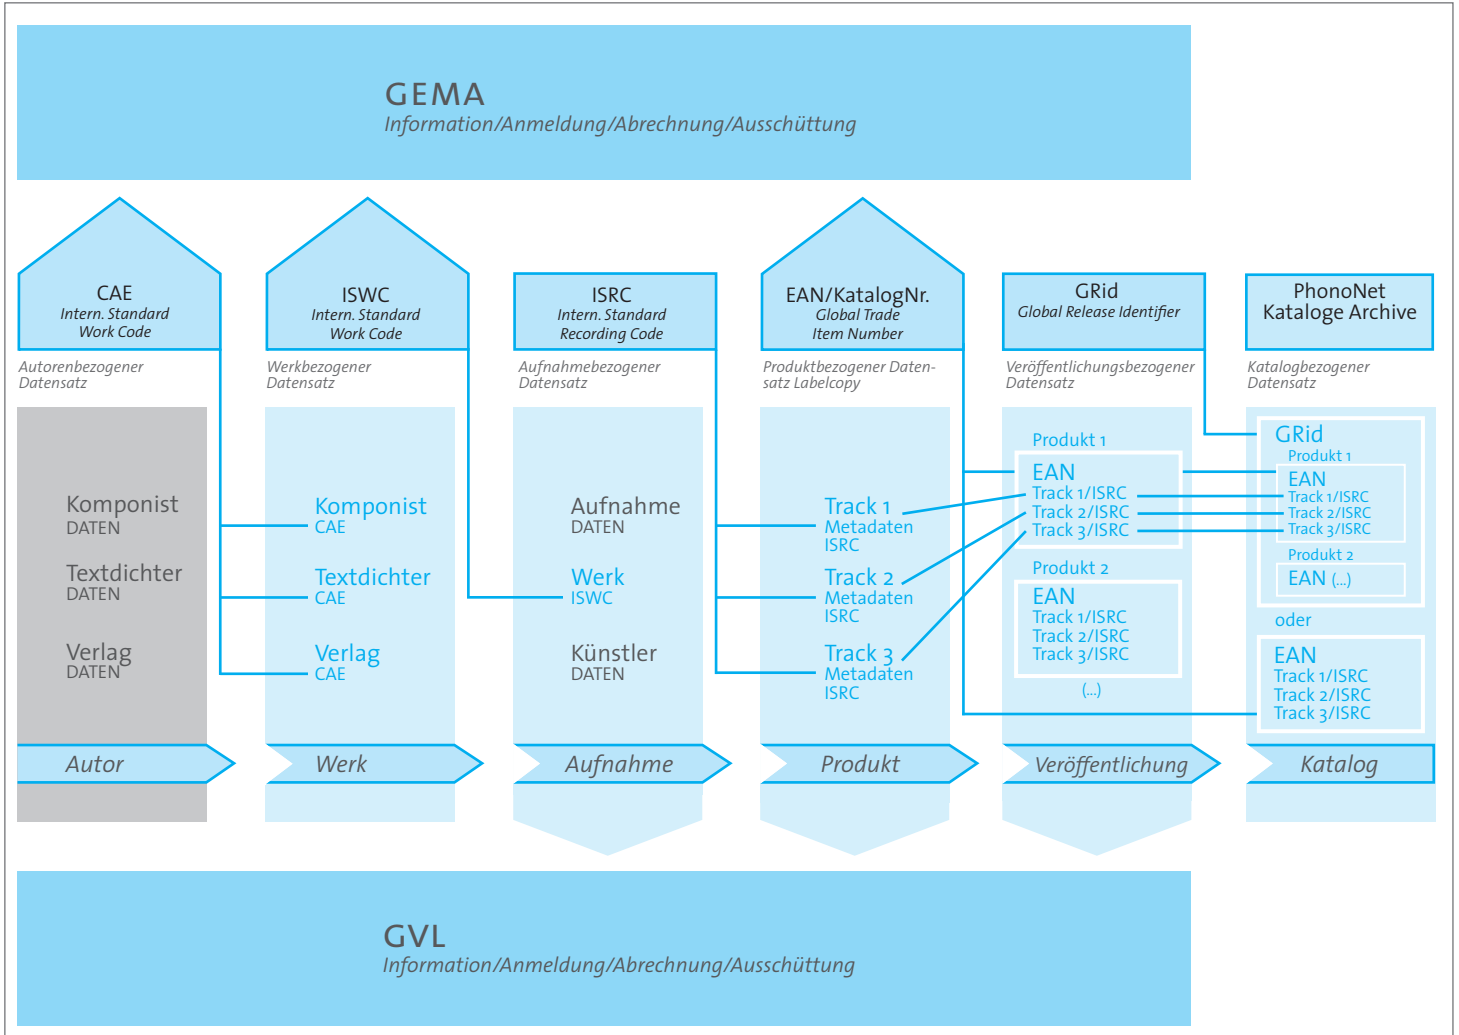 GEMA
Information/Anmeldung/Abrechnung/Ausschüttung
CAE
Intern. Standard
Work Code
ISWC
Intern. Standard
Work Code
ISRC
Intern. Standard
Recording Code
EAN/KatalogNr.
Global Trade
Item Number
GRid
Global Release Identifier
PhonoNet
Kataloge Archive
Autorenbezogener
Datensatz
Werkbezogener
Datensatz
Aufnahmebezogener
Datensatz
Produktbezogener Daten-
satz Labelcopy
Veröffentlichungsbezogener
Datensatz
Katalogbezogener
Datensatz
Komponist
DATEN
Textdichter
DATEN
Verlag
DATEN
Komponist
CAE
Textdichter
CAE
Verlag
CAE
Aufnahme
DATEN
Werk
ISWC
Künstler
DATEN
Track 1
Metadaten
ISRC
Track 2
Metadaten
ISRC
Track 3
Metadaten
ISRC
Produkt 1
EAN
Track 1/ISRC
Track 2/ISRC
Track 3/ISRC
Produkt 2
EAN
Track 1/ISRC
Track 2/ISRC
Track 3/ISRC
(...)
GRid
Produkt 1
EAN
Track 1/ISRC
Track 2/ISRC
Track 3/ISRC
Produkt 2
EAN (...)
oder
EAN
Track 1/ISRC
Track 2/ISRC
Track 3/ISRC
Autor
Werk
Aufnahme
Produkt
Veröffentlichung
Katalog
GVL
Information/Anmeldung/Abrechnung/Ausschüttung